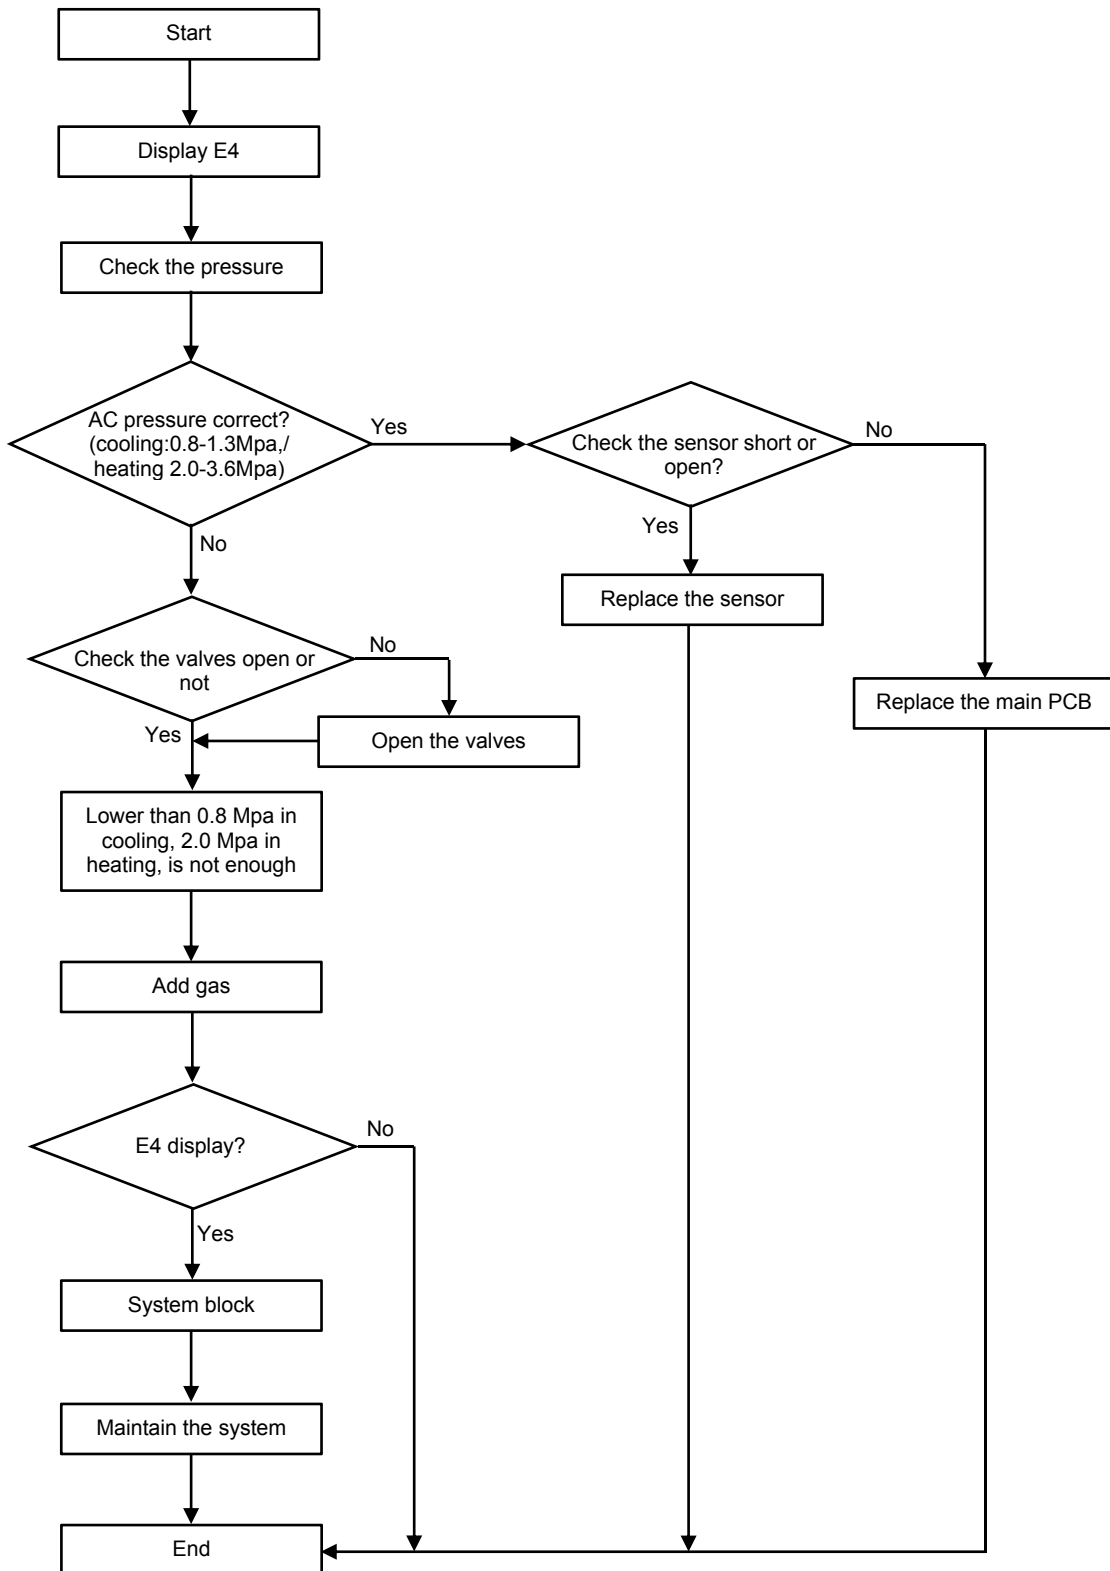 Start
Display E4
Check the pressure
AC pressure correct?
(cooling:0.8-1.3Mpa,/
heating 2.0-3.6Mpa)
Yes
No
Check the sensor short or
open?
No
Yes
Replace the sensor
Replace the main PCB
Check the valves open or
not
No
Yes
Open the valves
Lower than 0.8 Mpa in
cooling, 2.0 Mpa in
heating, is not enough
Add gas
E4 display?
No
Yes
System block
Maintain the system
End